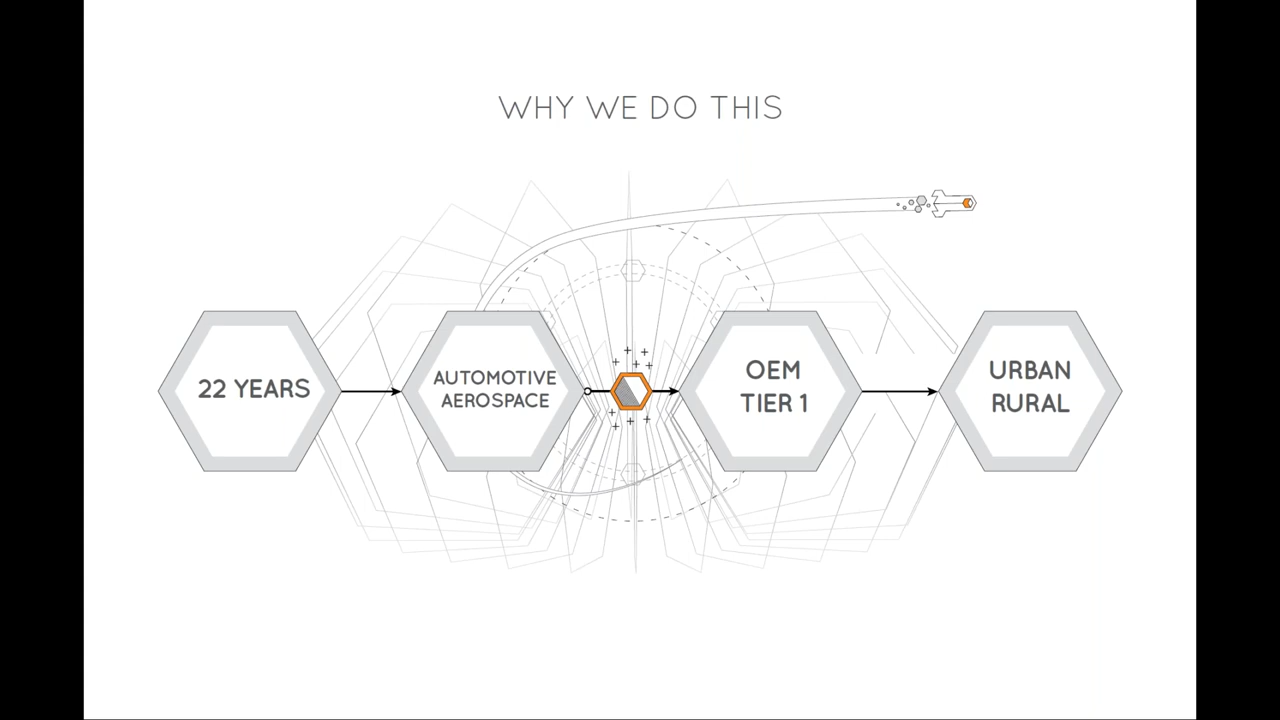 WHY WE DO THIS
22 YEARS
AUTOMOTIVE
AEROSPACE
OEM
TIER 1
URBAN
RURAL